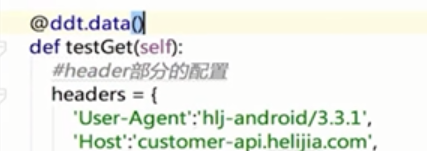 @ddt.data()
def testGet(self):
#header部分的配置
headers = {
'User-Agent':'hlj-android/3.3.1',
'Host':'customer-api.helijia.com',